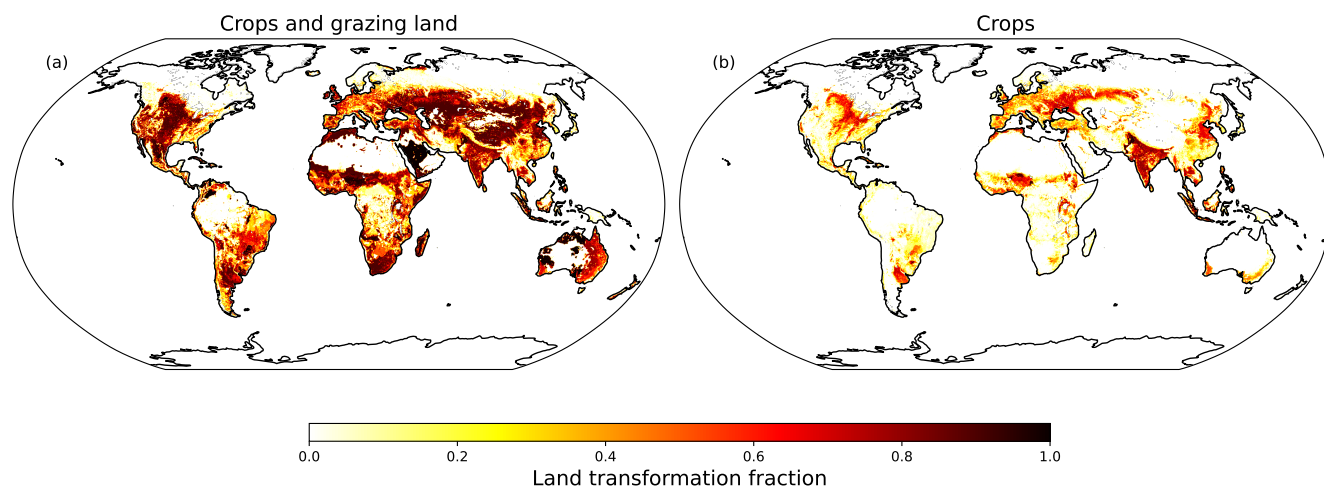 Crops and grazing land
Crops
(a)
(b)
0.0 0.2 0.4 0.6 0.8 1.0
Land transformation fraction